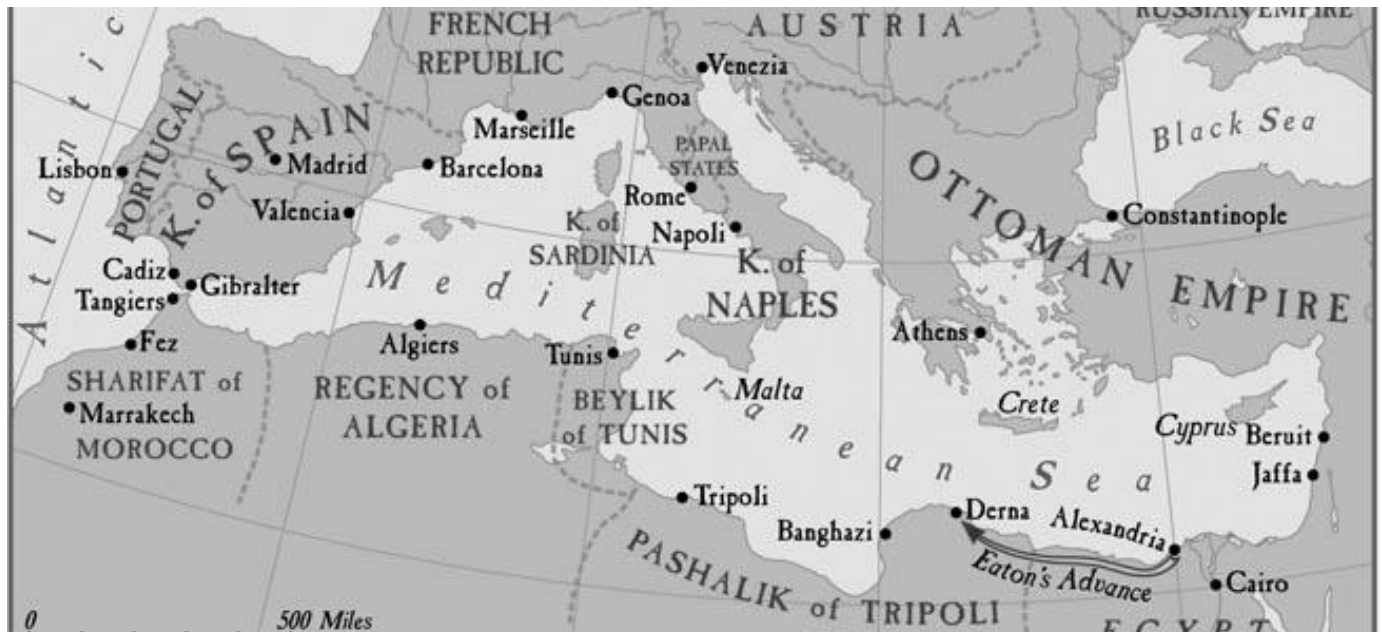 FRENCH
REPUBLIC
AUSTRIA
RUSSIAN EMPIRE
Venezia
Genoa
Marseille
Black Sea
Atlantic
PORTUGAL
K. of SPAIN
PAPAL
STATES
Lisbon
Madrid
Barcelona
Rome
OTTOMAN EMPIRE
Valencia
K. of
SARDINIA
Napoli
Constantinople
K. of
NAPLES
Cadiz
Gibralter
Tangiers
Mediterranean Sea
Fez
Algiers
Tunis
Athens
SHARIFAT of
MOROCCO
Marrakech
REGENCY of
ALGERIA
BEYLIK
of TUNIS
Malta
Crete
Cyprus
Beruit
Jaffa
Tripoli
Banghazi
Derna
Alexandria
Eaton's Advance
Cairo
PASHALIK of TRIPOLI
EGYPT
0 500 Miles